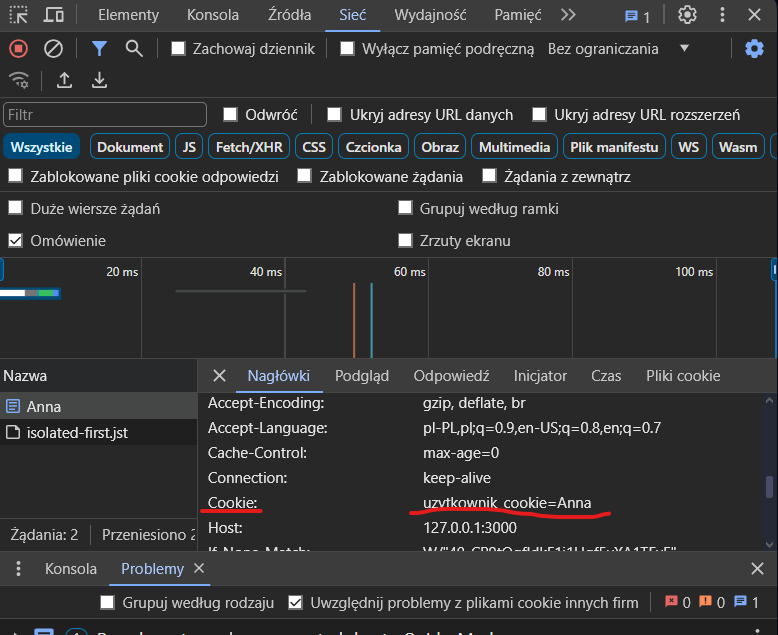 Elementy Konsola Źródła Sieć Wydajność Pamięć 1
Zachowaj dziennik Wyłącz pamięć podręczną Bez ograniczania
Filtr Odwróć Ukryj adresy URL danych Ukryj adresy URL rozszerzeń
Wszystkie Dokument JS Fetch/XHR CSS Czcionka Obraz Multimedia Plik manifestu WS Wasm
Zablokowane pliki cookie odpowiedzi Zablokowane żądania Żądania z zewnątrz
Duże wiersze żądań Grupuj według ramki
Omówienie Zrzuty ekranu
20 ms 40 ms 60 ms 80 ms 100 ms
Nazwa Nagłówki Podgląd Odpowiedź Inicjator Czas Pliki cookie
Accept-Encoding: gzip, deflate, br
Anna
Accept-Language: pl-PL,pl;q=0.9,en-US;q=0.8,en;q=0.7
isolated-first.jst
Cache-Control: max-age=0
Connection: keep-alive
Cookie: uzytkownik_cookie=Anna
Host: 127.0.0.1:3000
Żądania: 2 Przeniesiono 2
If-None-Match:
Konsola Problemy
Grupuj według rodzaju Uwzględnij problemy z plikami cookie innych firm 0 0 1